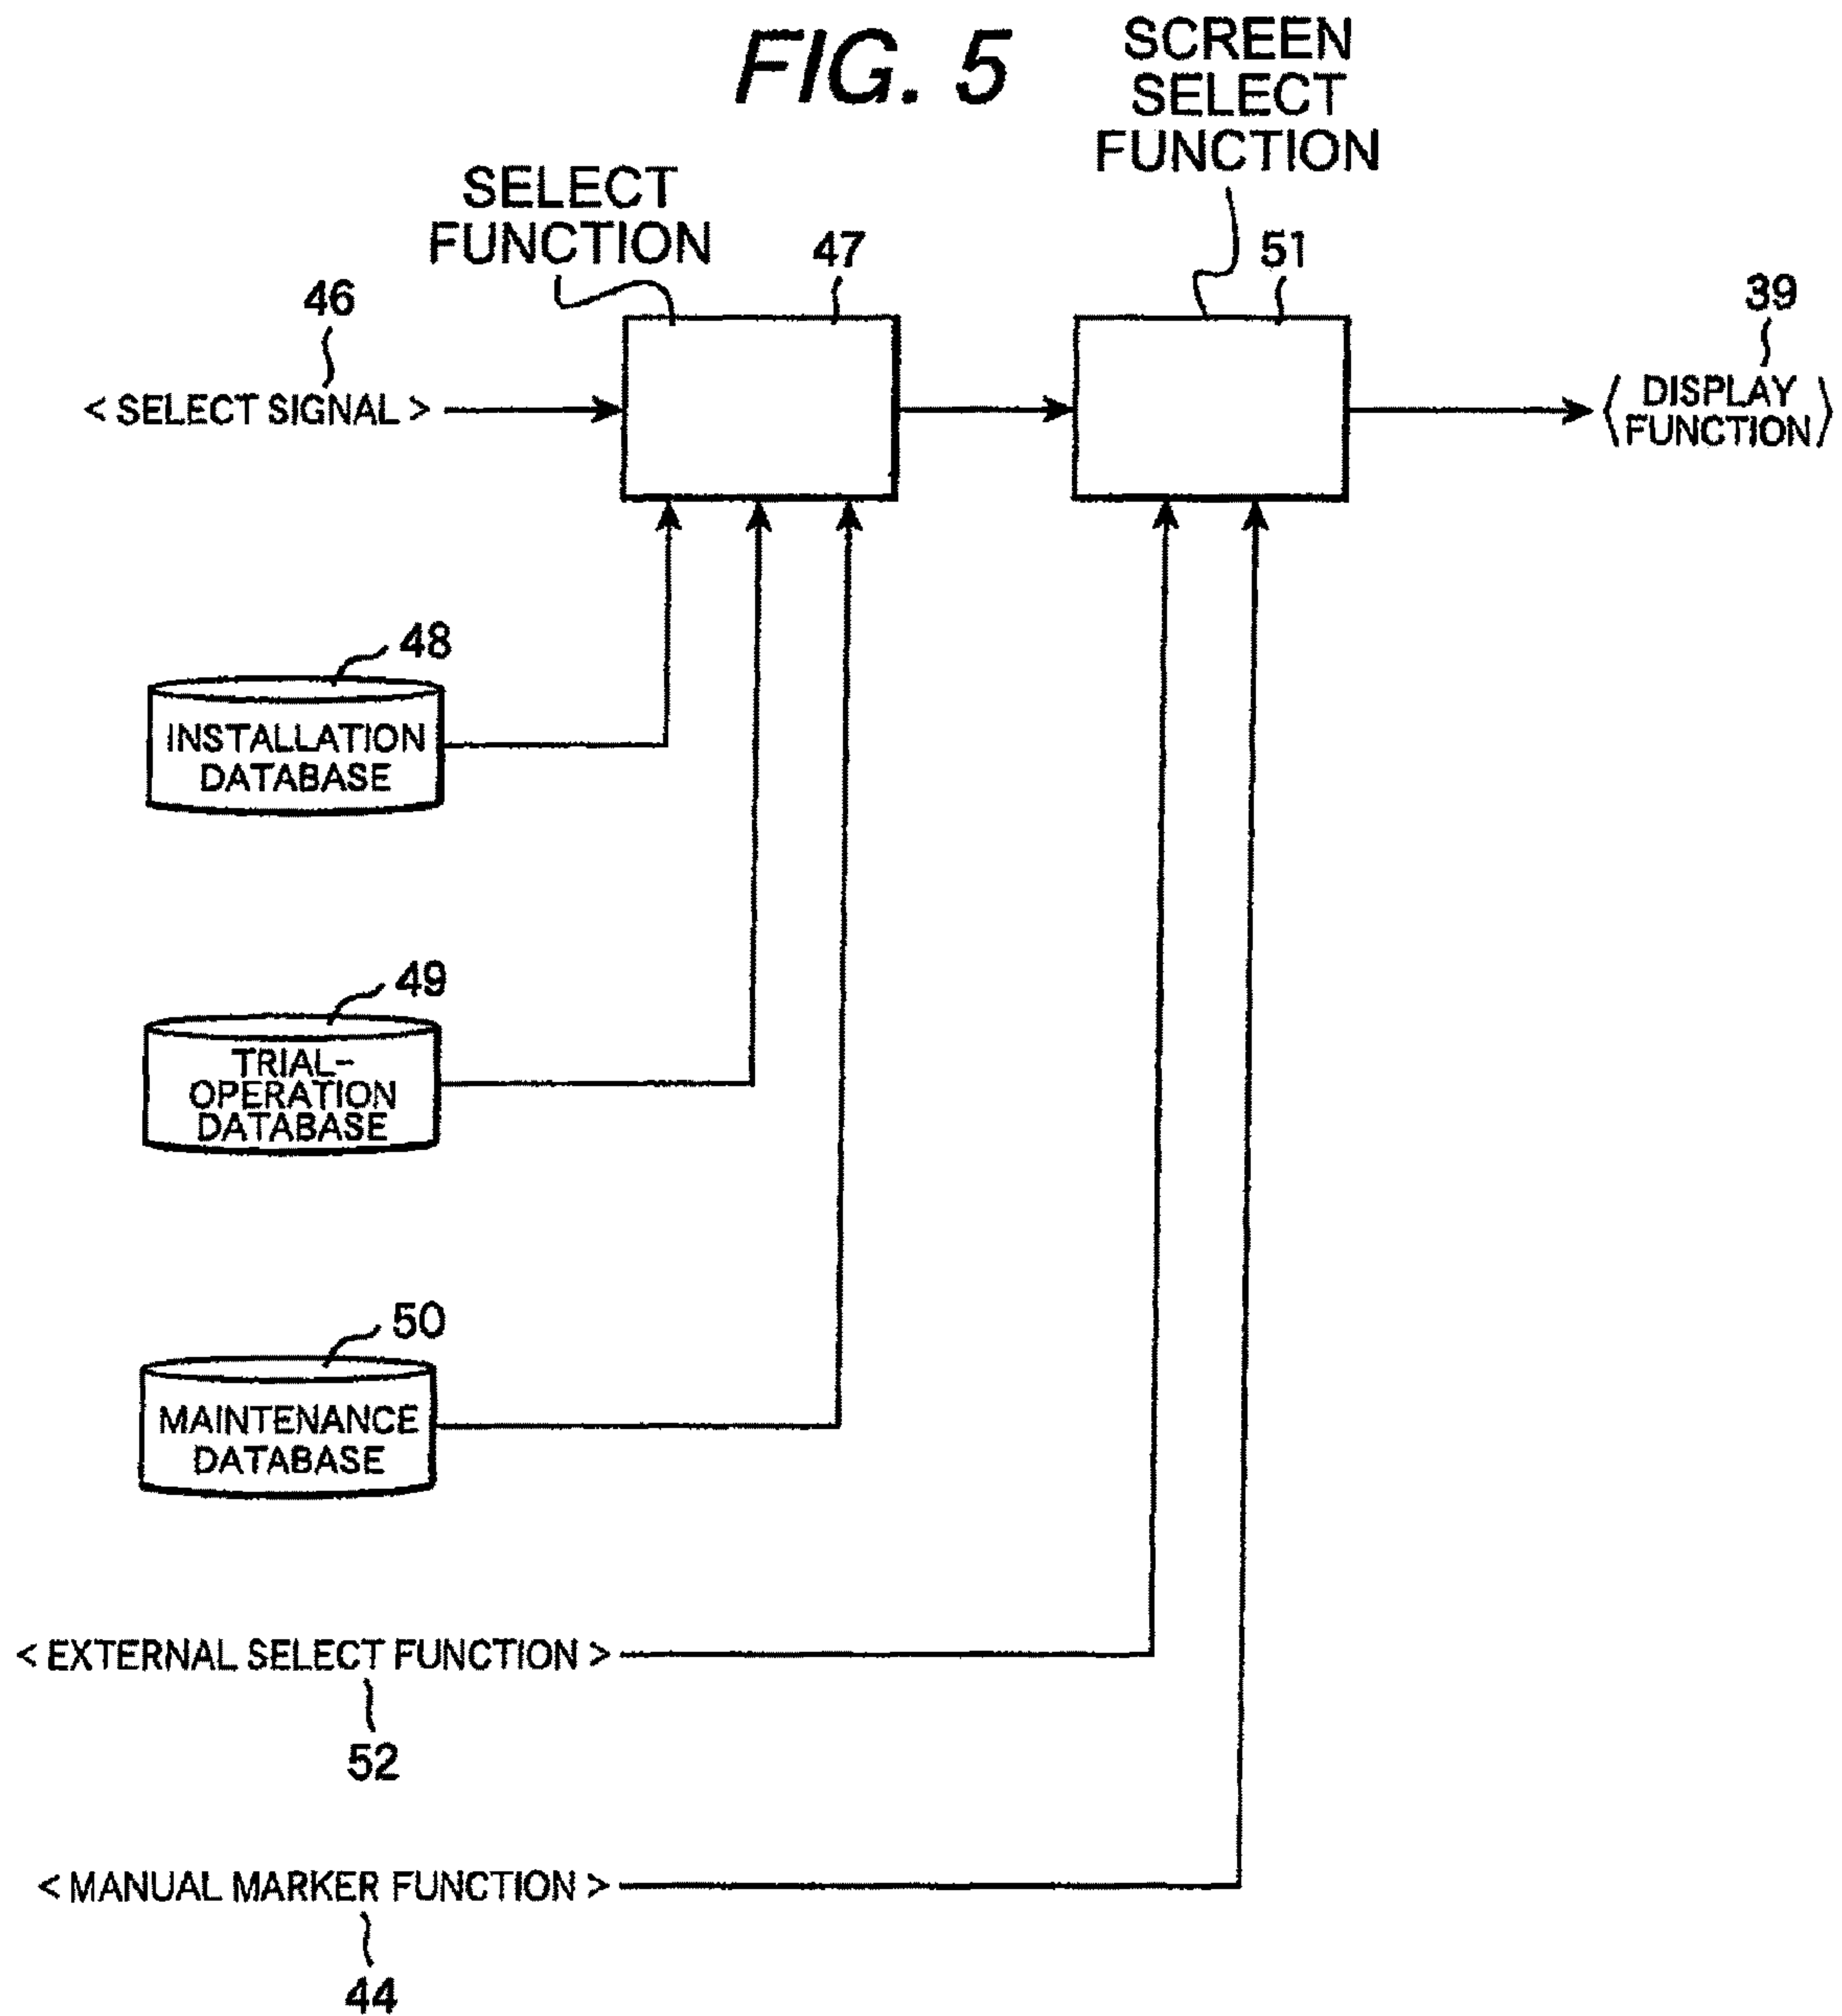 FIG. 5
SCREEN
SELECT
FUNCTION
SELECT
FUNCTION
47
51
46
39
< SELECT SIGNAL >
< DISPLAY
FUNCTION >
48
INSTALLATION
DATABASE
49
TRIAL-
OPERATION
DATABASE
50
MAINTENANCE
DATABASE
< EXTERNAL SELECT FUNCTION >
52
< MANUAL MARKER FUNCTION >
44